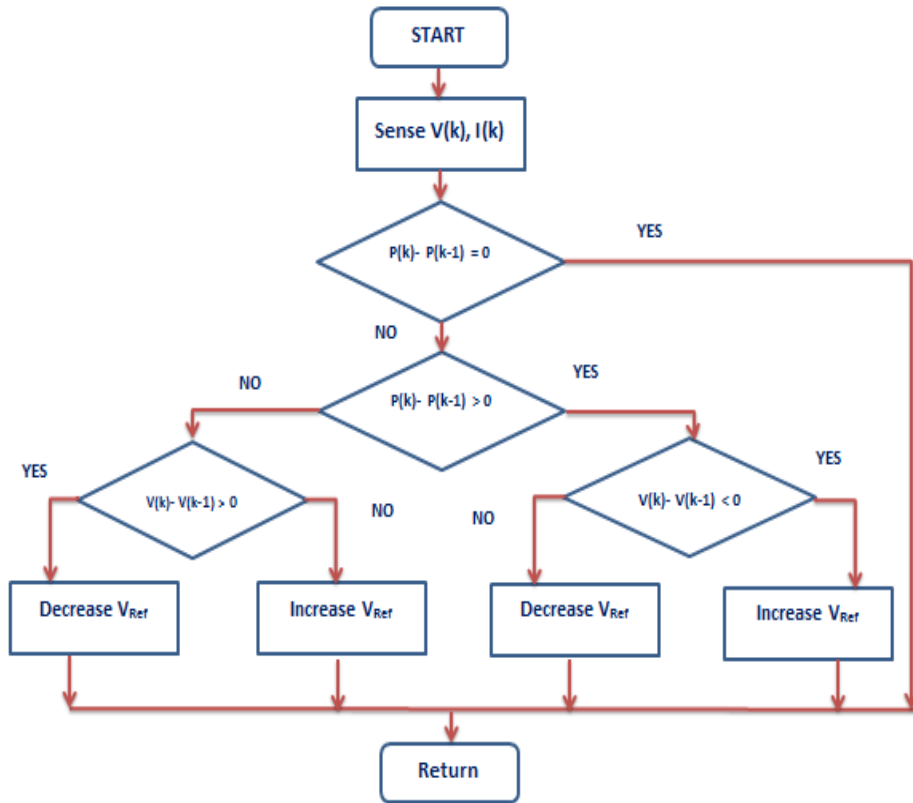 START
Sense V(k), I(k)
P(k)- P(k-1) = 0
YES
NO
P(k)- P(k-1) > 0
NO
YES
YES
V(k)- V(k-1) > 0
NO
NO
V(k)- V(k-1) < 0
YES
Decrease VRef
Increase VRef
Decrease VRef
Increase VRef
Return